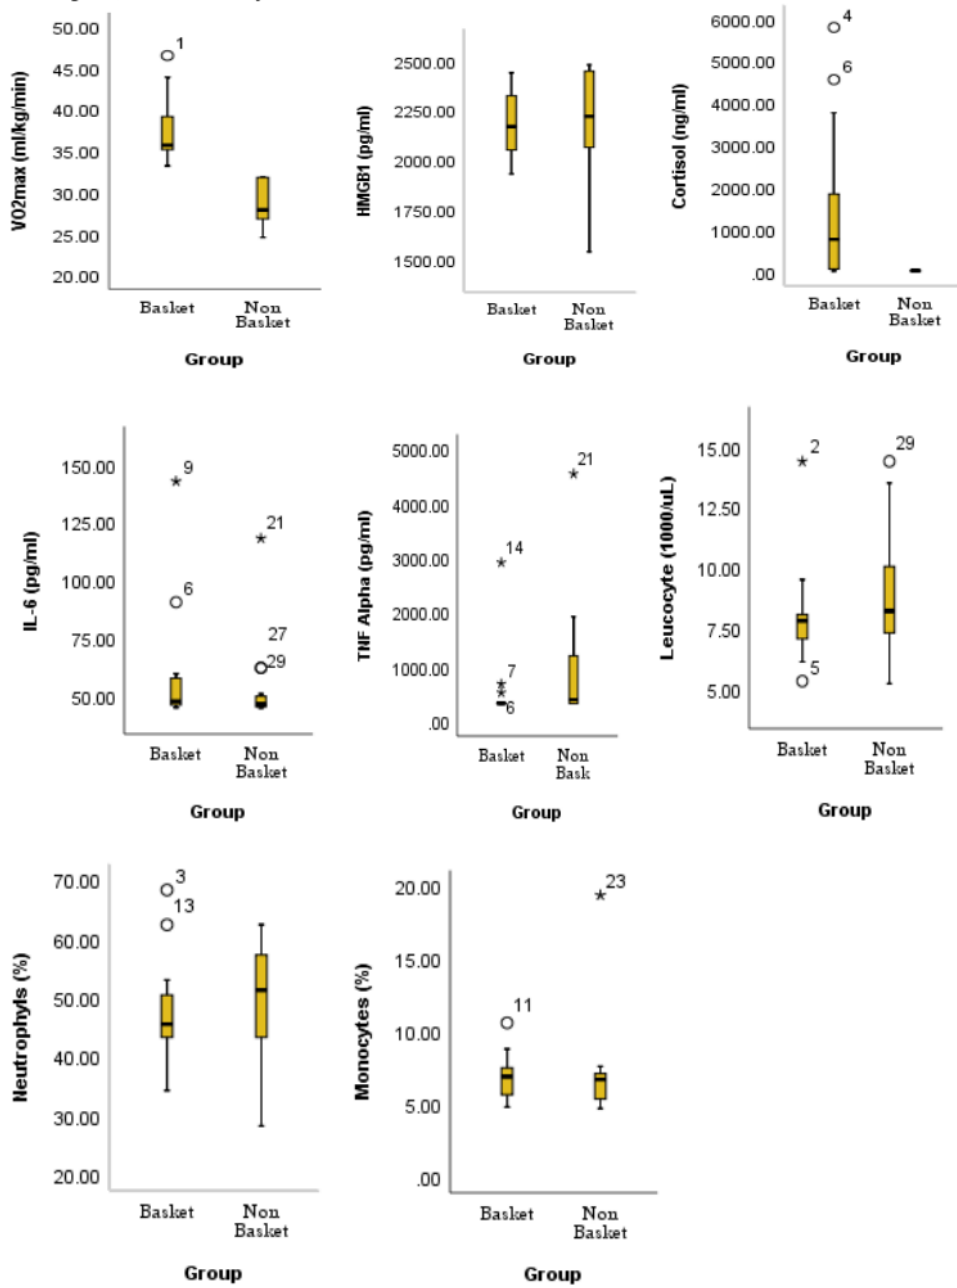 VO2max (ml/kg/min)
50.00
45.00
40.00
35.00
30.00
25.00
20.00
1
Basket
Non
Basket
Group
HMGB1 (pg/ml)
2500.00
2250.00
2000.00
1750.00
1500.00
Basket
Non
Basket
Group
Cortisol (ng/ml)
6000.00
5000.00
4000.00
3000.00
2000.00
1000.00
.00
4
6
Basket
Non
Basket
Group
IL-6 (pg/ml)
150.00
125.00
100.00
75.00
50.00
9
6
21
27
29
Basket
Non
Basket
Group
TNF Alpha (pg/ml)
5000.00
4000.00
3000.00
2000.00
1000.00
.00
14
7
6
21
Basket
Non
Bask
Group
Leucocyte (1000/uL)
15.00
12.50
10.00
7.50
5.00
2
5
29
Basket
Non
Basket
Group
Neutrophyls (%)
70.00
60.00
50.00
40.00
30.00
20.00
3
13
Basket
Non
Basket
Group
Monocytes (%)
20.00
15.00
10.00
5.00
.00
11
23
Basket
Non
Basket
Group